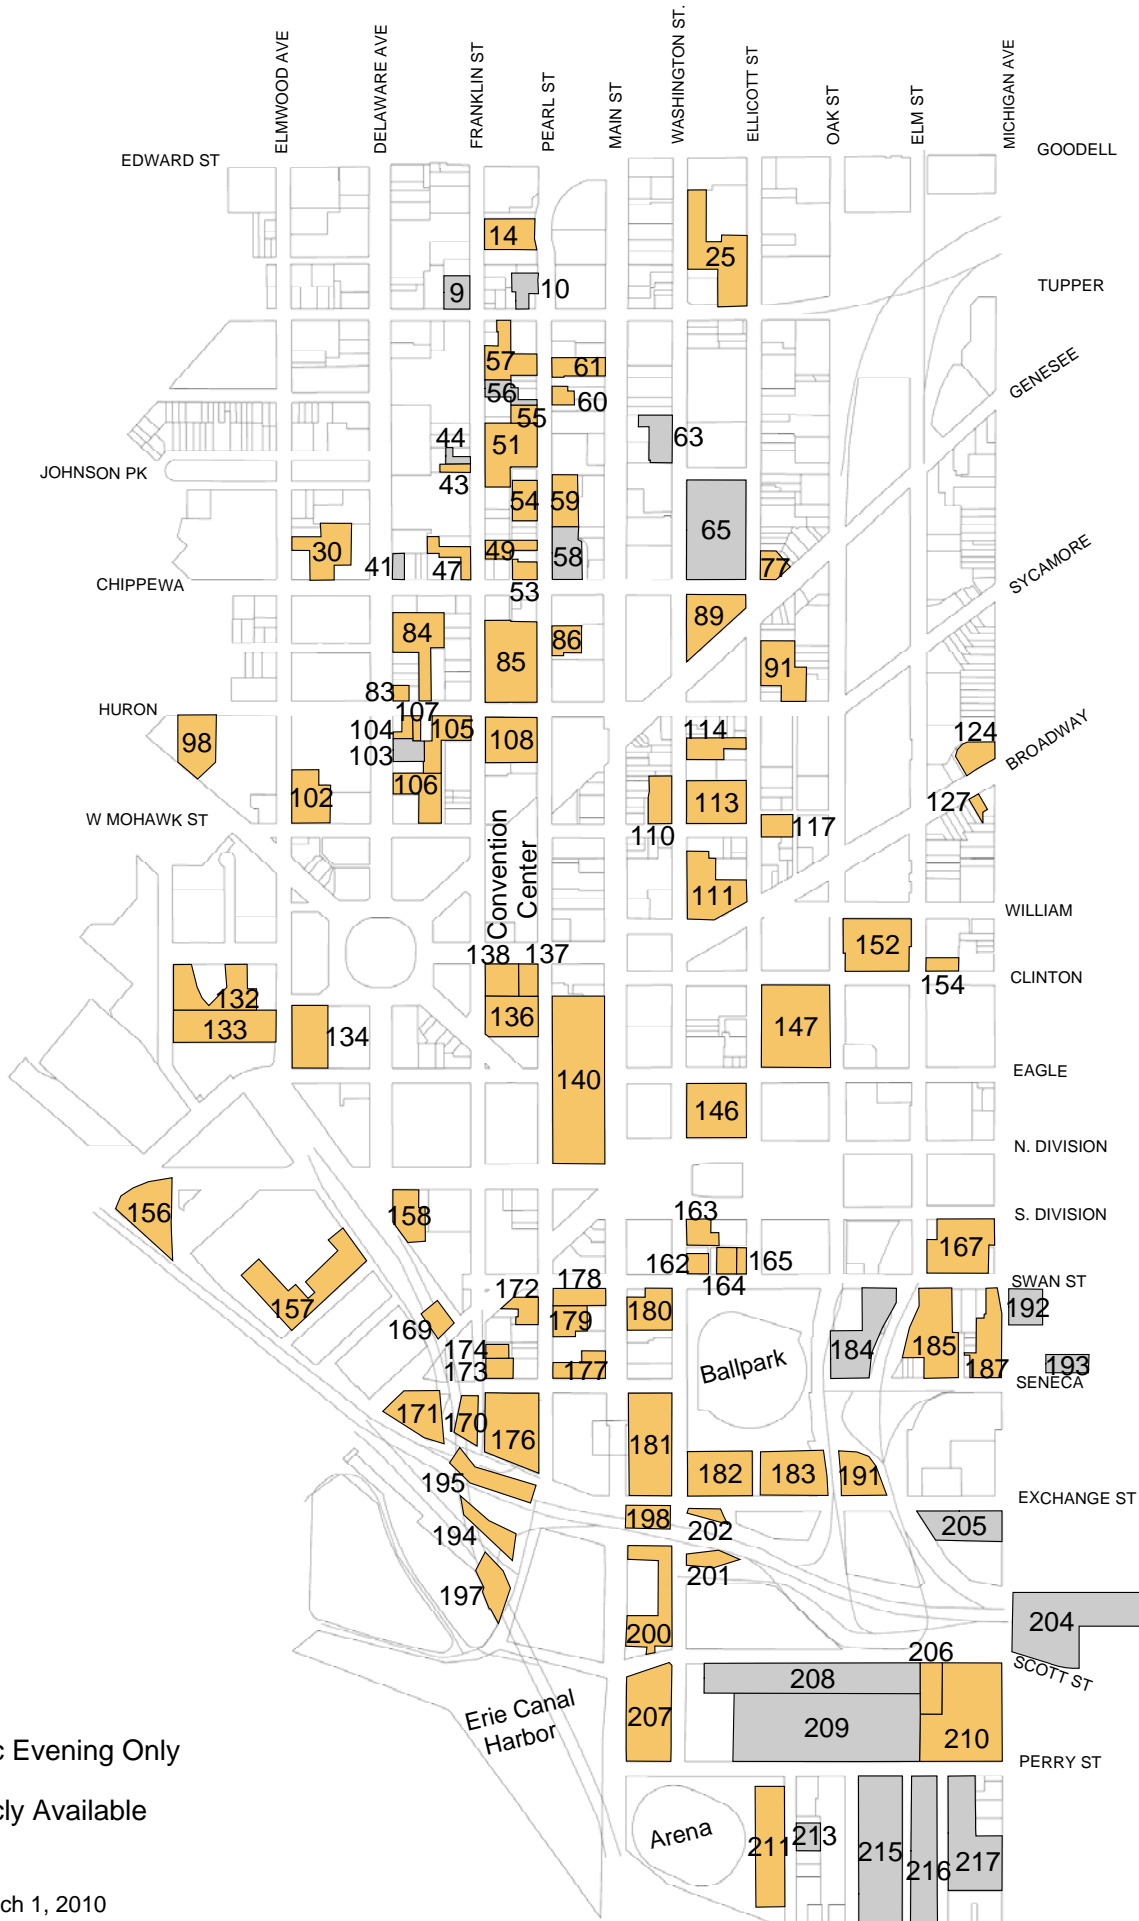 ELMWOOD AVE
DELAWARE AVE
FRANKLIN ST
PEARL ST
MAIN ST
WASHINGTON ST.
ELLICOTT ST
OAK ST
ELM ST
MICHIGAN AVE
EDWARD ST
GOODELL
14
25
9
10
TUPPER
57
61
56
60
55
GENESEE
44
51
63
JOHNSON PK
43
54
59
65
30
41
47
49
58
77
53
CHIPPEWA
SYCAMORE
84
89
85
86
91
83
HURON
107
104
105
108
114
124
98
103
BROADWAY
106
102
113
127
W MOHAWK ST
110
117
Convention
Center
111
WILLIAM
138
137
152
154
CLINTON
132
133
134
136
147
140
EAGLE
146
N. DIVISION
156
158
163
S. DIVISION
162
165
167
164
178
SWAN ST
157
172
192
169
179
180
174
184
185
173
177
Ballpark
187
193
SENECA
171
170
176
181
195
182
183
191
EXCHANGE ST
194
198
202
205
201
197
200
204
206
SCOTT ST
208
Erie Canal
Harbor
207
209
210
c Evening Only
PERRY ST
cly Available
Arena
211
213
215
216
217
ch 1, 2010